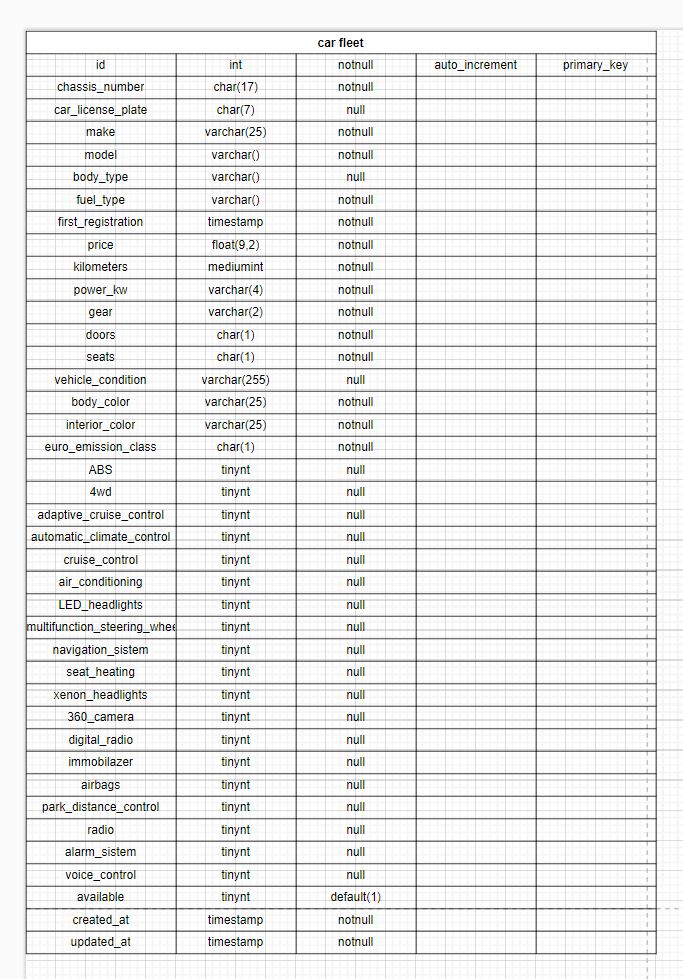 car fleet
id int notnull auto_increment primary_key
chassis_number char(17) notnull
car_license_plate char(7) null
make varchar(25) notnull
model varchar() notnull
body_type varchar() null
fuel_type varchar() notnull
first_registration timestamp notnull
price float(9,2) notnull
kilometers mediumint notnull
power_kw varchar(4) notnull
gear varchar(2) notnull
doors char(1) notnull
seats char(1) notnull
vehicle_condition varchar(255) null
body_color varchar(25) notnull
interior_color varchar(25) notnull
euro_emission_class char(1) notnull
ABS tinynt null
4wd tinynt null
adaptive_cruise_control tinynt null
automatic_climate_control tinynt null
cruise_control tinynt null
air_conditioning tinynt null
LED_headlights tinynt null
multifunction_steering_whee tinynt null
navigation_sistem tinynt null
seat_heating tinynt null
xenon_headlights tinynt null
360_camera tinynt null
digital_radio tinynt null
immobilazer tinynt null
airbags tinynt null
park_distance_control tinynt null
radio tinynt null
alarm_sistem tinynt null
voice_control tinynt null
available tinynt default(1)
created_at timestamp notnull
updated_at timestamp notnull